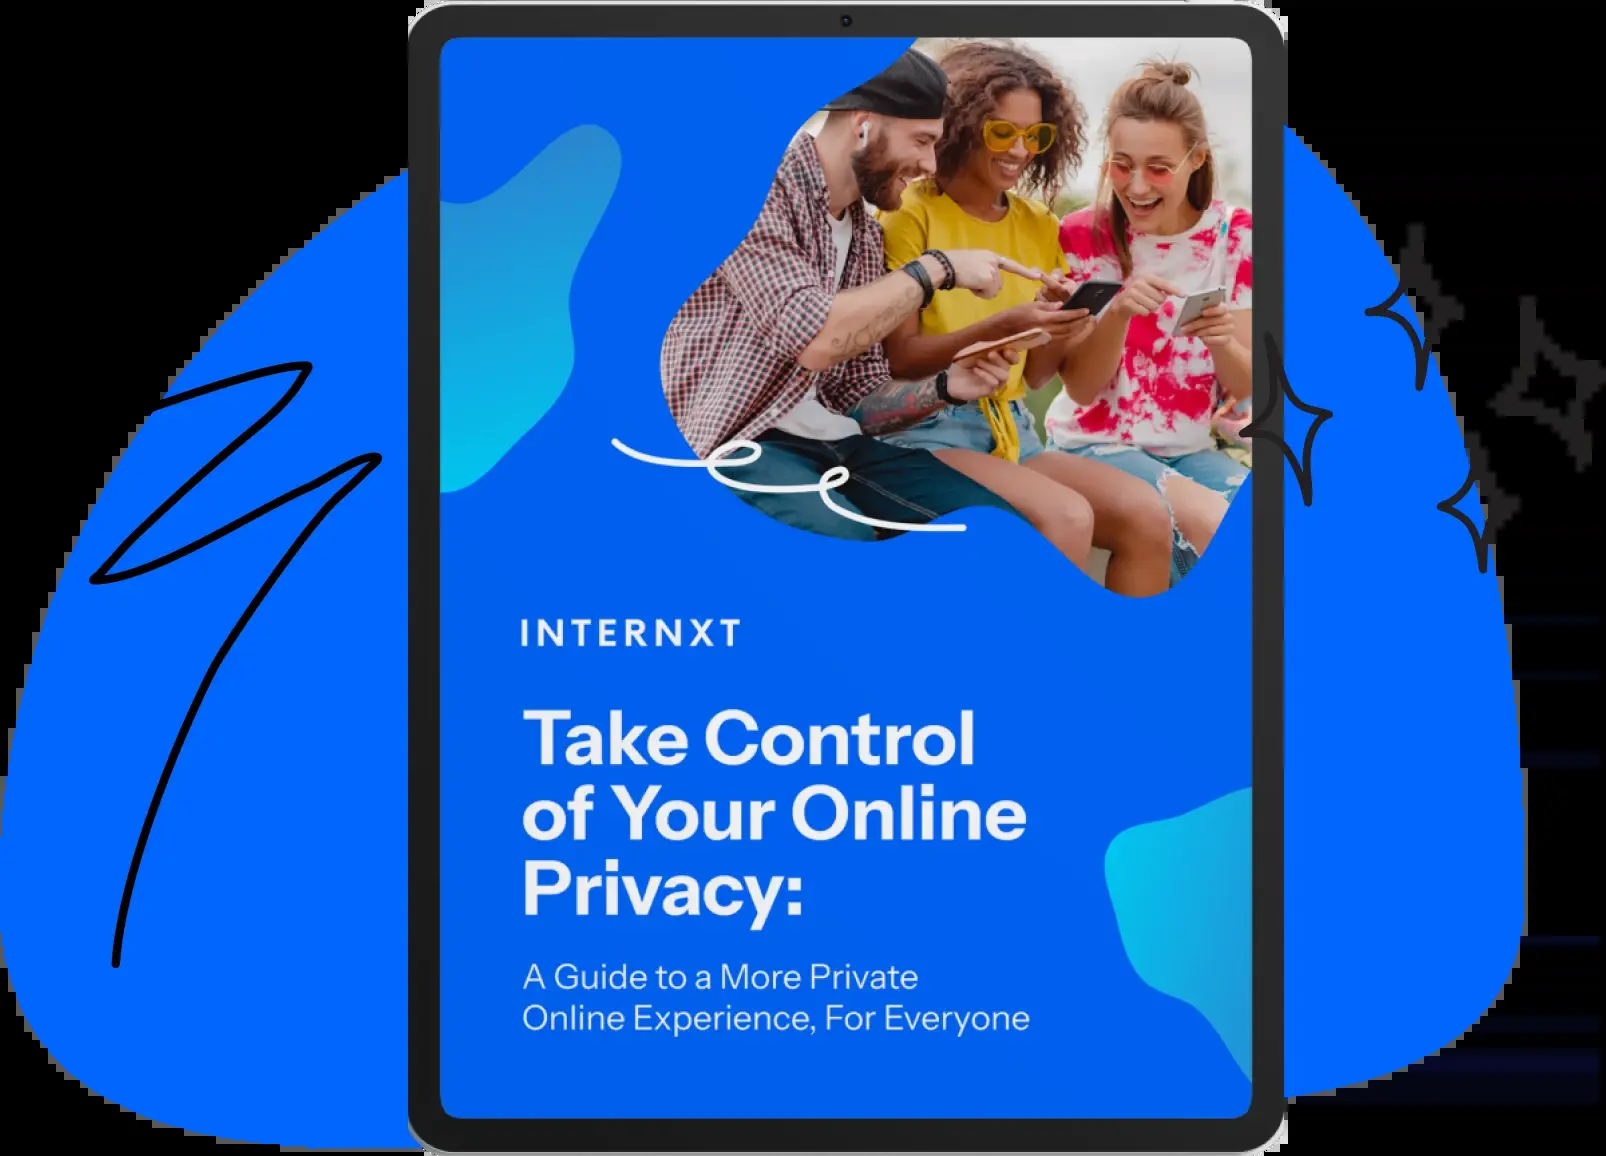 INTERNXT
Take Control
of Your Online
Privacy:
A Guide to a More Private
Online Experience, For Everyone